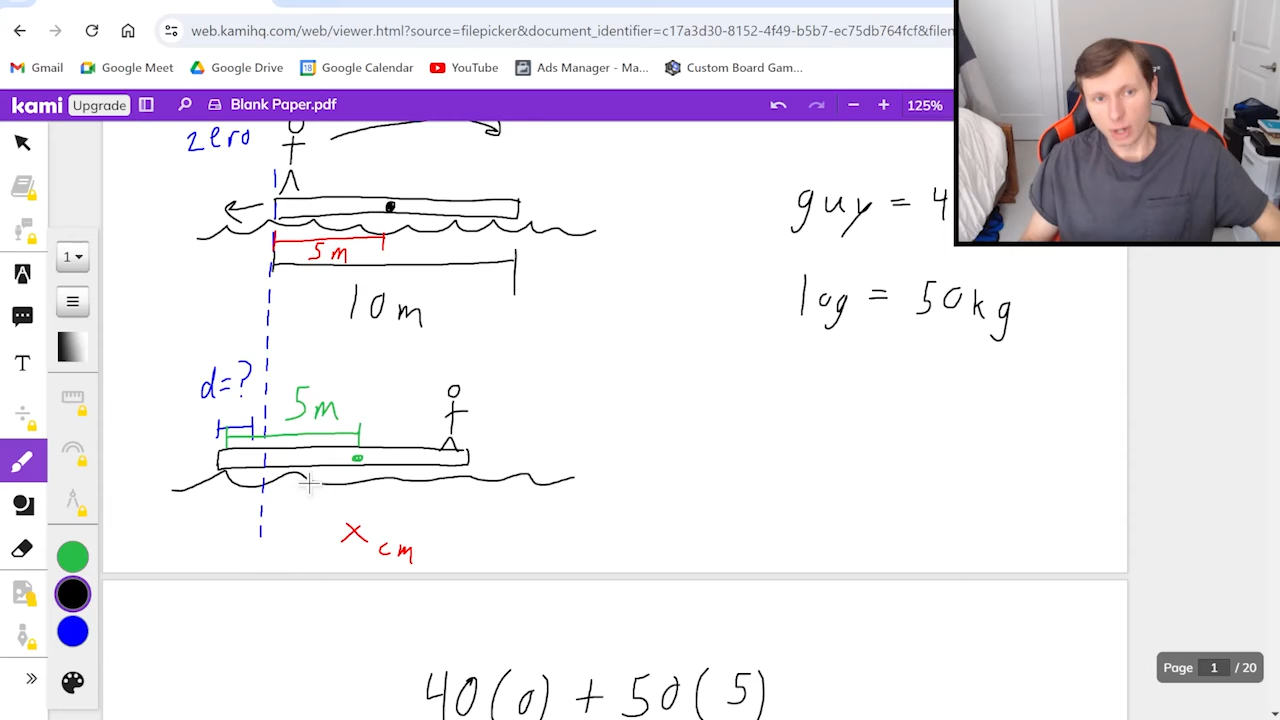 web.kamihq.com/web/viewer.html?source=filepicker&document_identifier=c17a3d30-8152-4f49-b5b7-ec75db764fcf&filen
Gmail Google Meet Google Drive Google Calendar YouTube Ads Manager - Ma... Custom Board Gam...
kami Upgrade Blank Paper.pdf 125%
zero
guy = 4
5m
10m
log = 50kg
1
T
d=?
5m
x cm
Page 1 / 20
40(0) + 50(5)